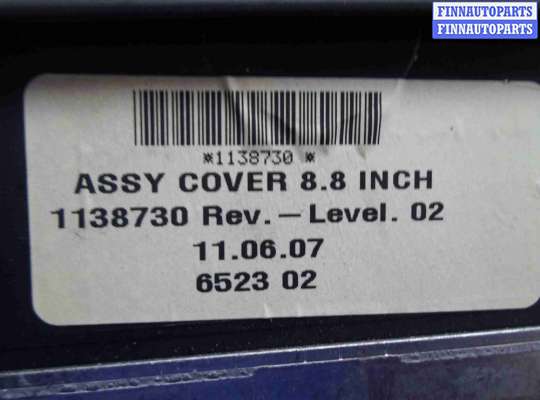 FINNAUTOPARTS
FINNAUTOPARTS
*1138730 *
ASSY COVER 8.8 INCH
1138730 Rev. – Level. 02
11.06.07
6523 02